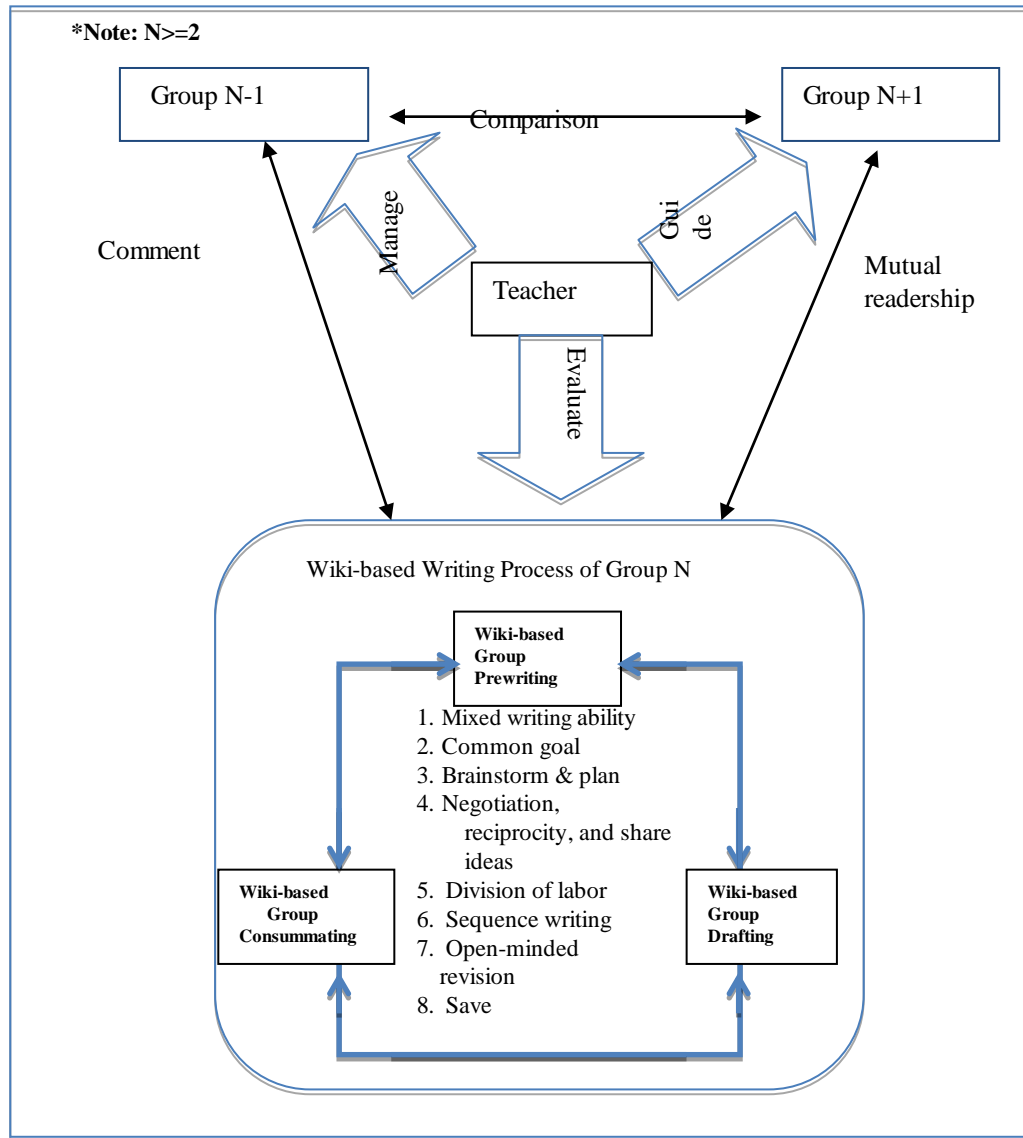 *Note: N>=2
Group N-1
Group N+1
Comparison
Manage
Gui
de
Comment
Teacher
Mutual
readership
Evaluate
Wiki-based Writing Process of Group N
Wiki-based
Group
Prewriting
1. Mixed writing ability
2. Common goal
3. Brainstorm & plan
4. Negotiation,
reciprocity, and share
ideas
5. Division of labor
6. Sequence writing
7. Open-minded
revision
8. Save
Wiki-based
Group
Consummating
Wiki-based
Group
Drafting